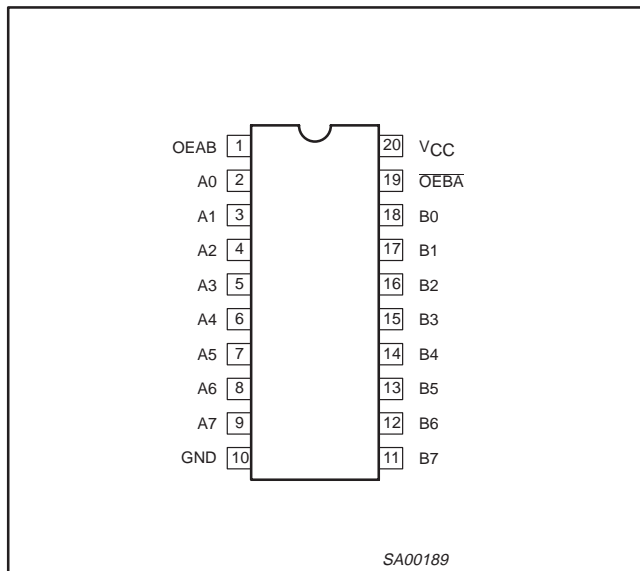 OEAB 1 20 VCC
A0 2 19 O̅E̅B̅A̅
A1 3 18 B0
A2 4 17 B1
A3 5 16 B2
A4 6 15 B3
A5 7 14 B4
A6 8 13 B5
A7 9 12 B6
GND 10 11 B7
SA00189